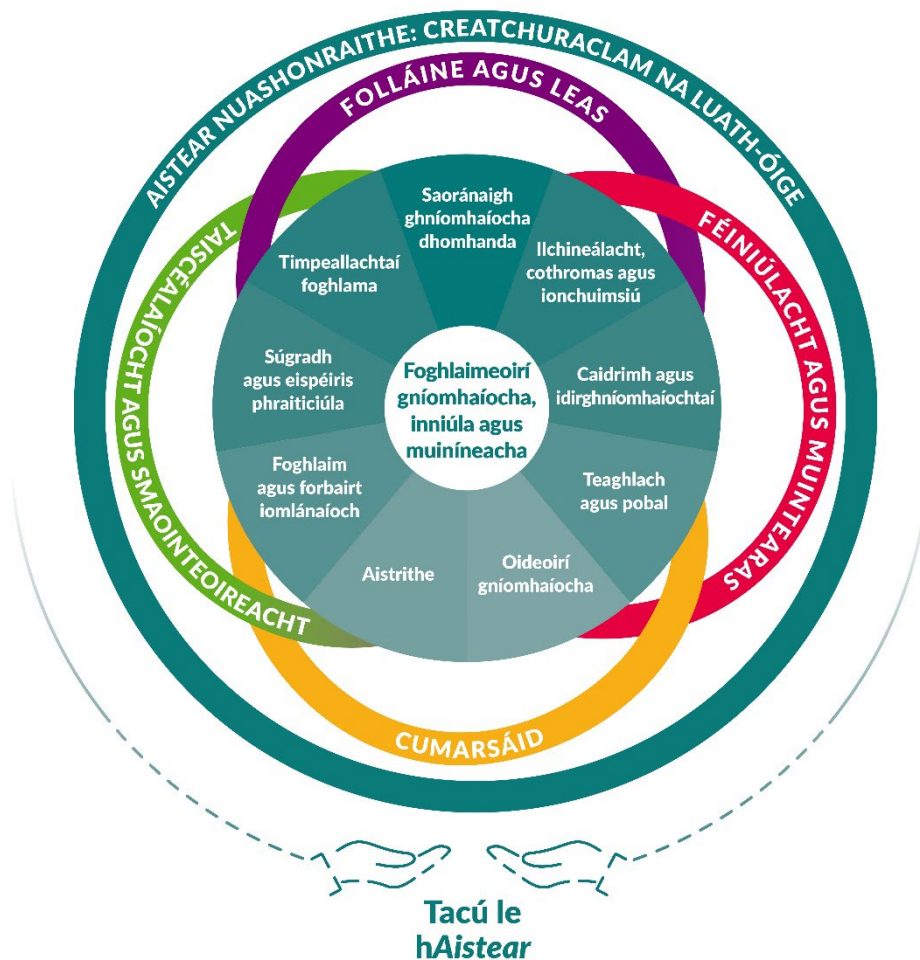 AISTEAR NUASHONRAITHE: CREATCHURACLAM NA LUATH-ÓIGE
FOLLÁINE AGUS LEAS
FÉINIÚLACHT AGUS MUINTEARAS
TAISCÉALAÍOCHT AGUS SMAOINTEOIREACHT
CUMARSÁID
Saoránaigh
ghníomhaíocha
dhomhanda
Ilchineálacht,
cothromas agus
ionchuimsiú
Caidrimh agus
idirghníomhaíochtaí
Teaghlach
agus pobal
Oideoirí
gníomhaíocha
Aistrithe
Foghlaim
agus forbairt
iomlánaíoch
Súgradh
agus eispéiris
phraiticiúla
Timpeallachtaí
foghlama
Foghlaimeoirí
gníomhaíocha,
inniúla agus
muiníneacha
Tacú le
hAistear